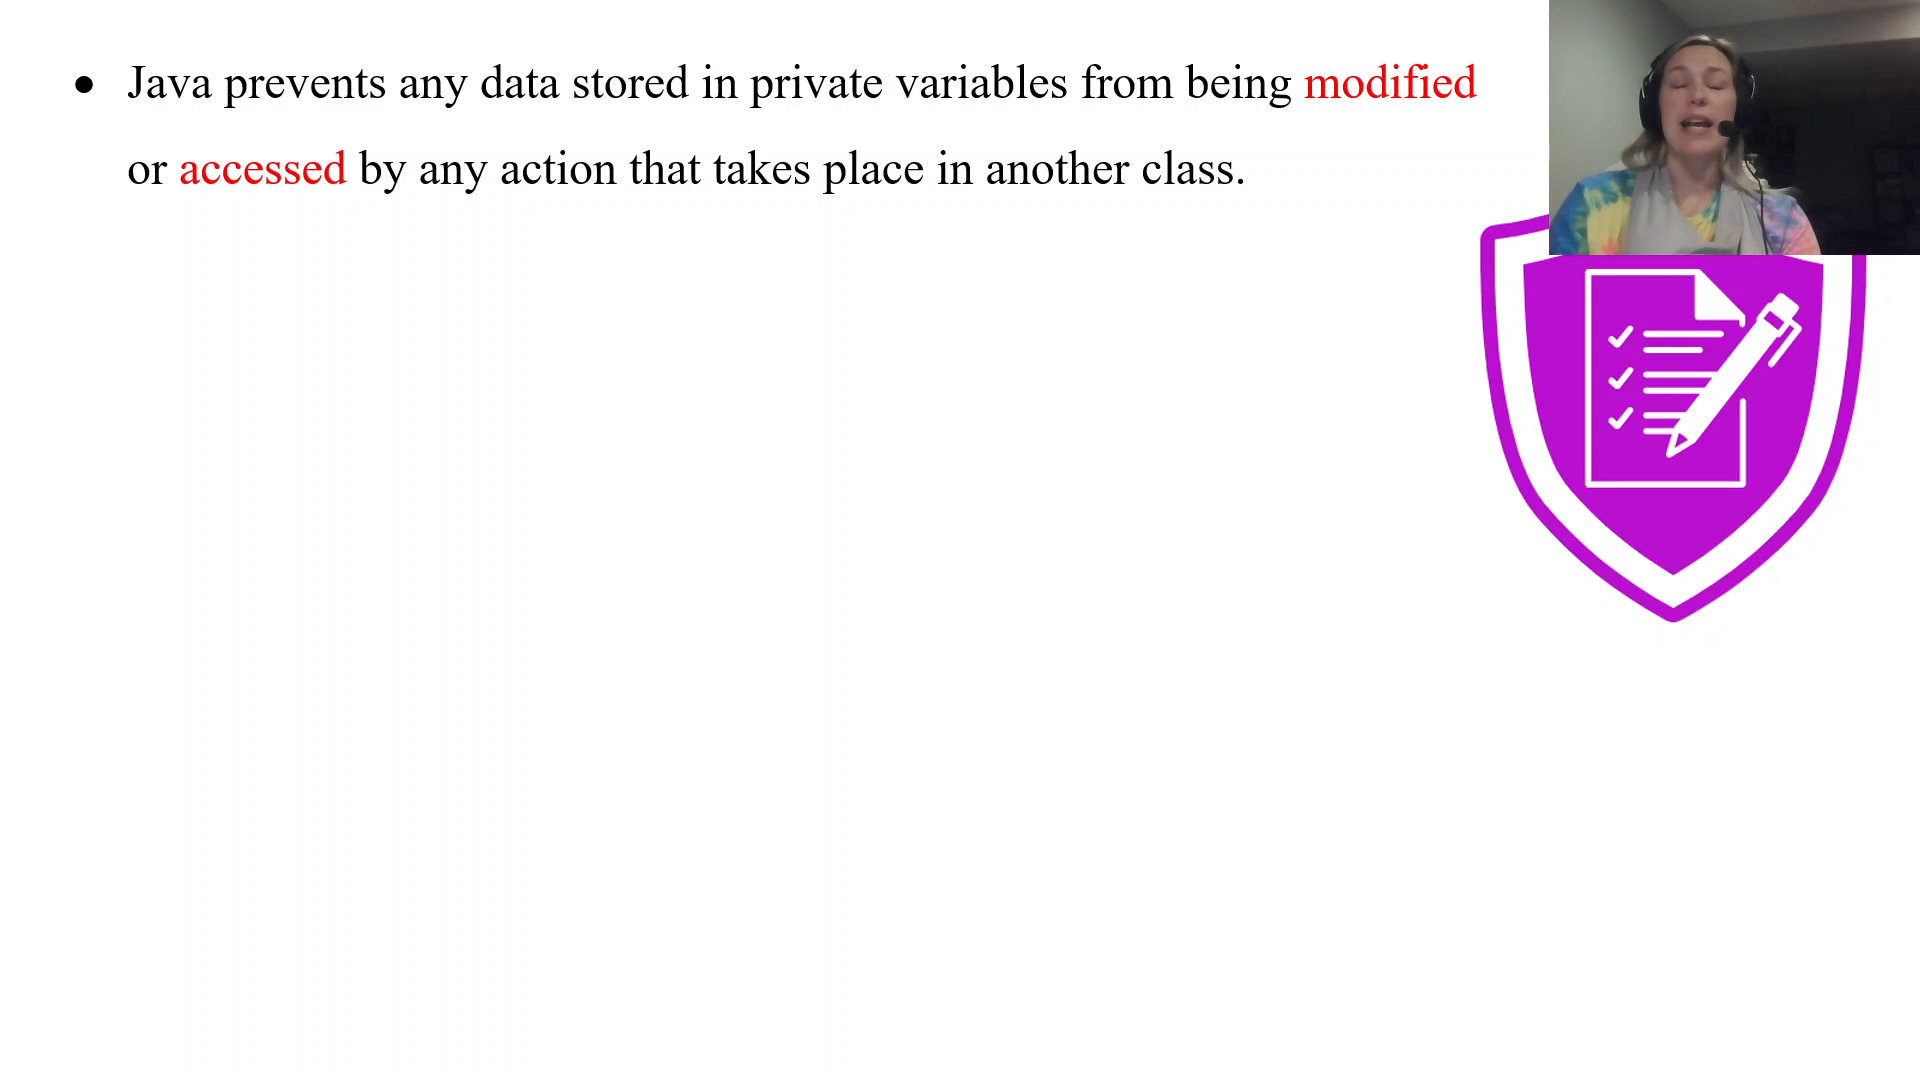 ● Java prevents any data stored in private variables from being modified
or accessed by any action that takes place in another class.